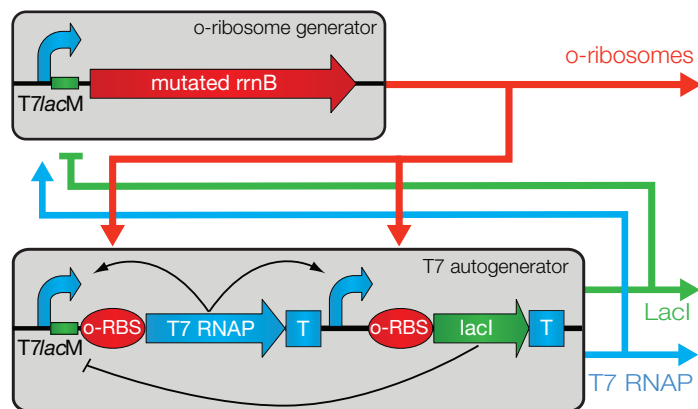 o-ribosome generator
T7lacM
mutated rrnB
o-ribosomes
T7 autogenerator
T7lacM
o-RBS
T7 RNAP
T
o-RBS
lacI
T
LacI
T7 RNAP